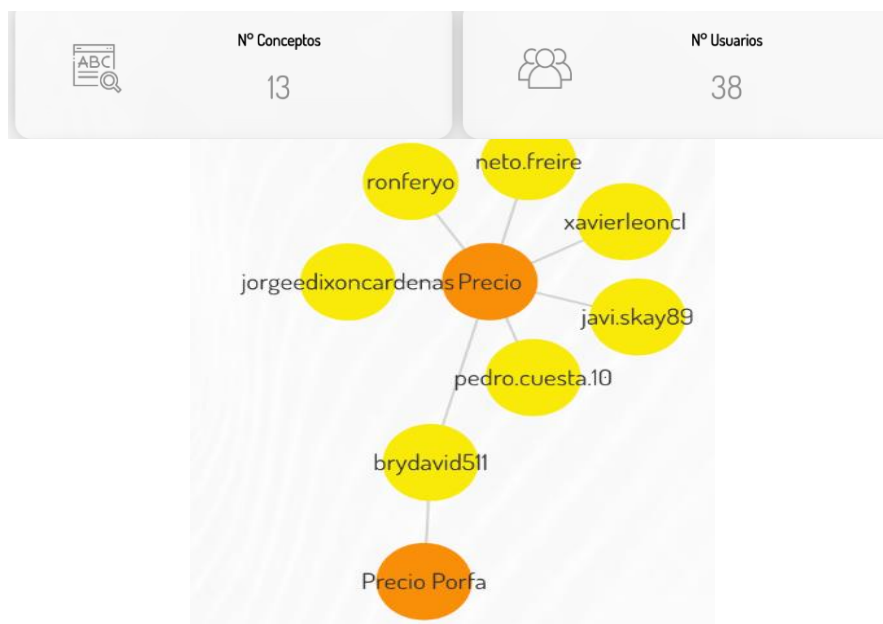 Nº Conceptos
13
Nº Usuarios
38
ABC
neto.freire
ronferyo
xavierleoncl
jorgeedixoncardenas
Precio
javi.skay89
pedro.cuesta.10
brydavid511
Precio Porfa